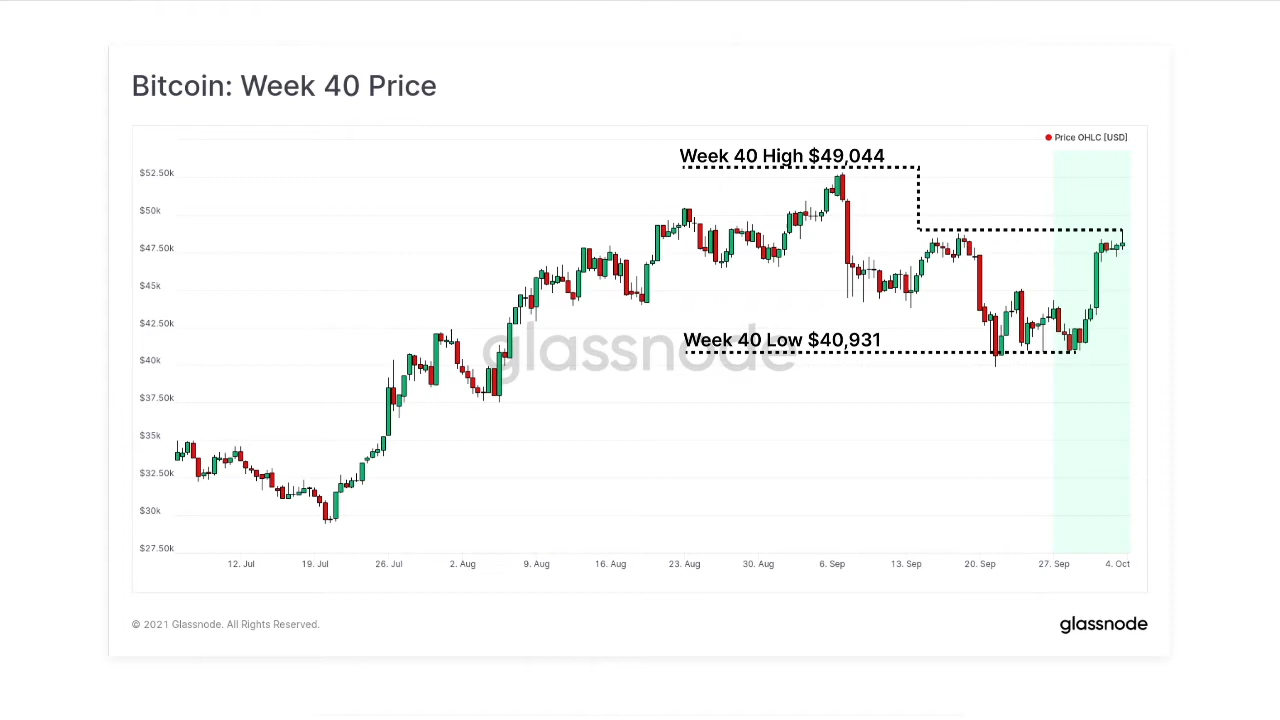 Bitcoin: Week 40 Price
Price OHLC [USD]
Week 40 High $49,044
$52.50k
$50k
$47.50k
$45k
$42.50k
$40k
$37.50k
$35k
$32.50k
$30k
$27.50k
Week 40 Low $40,931
glassnode
12. Jul
19. Jul
26. Jul
2. Aug
9. Aug
16. Aug
23. Aug
30. Aug
6. Sep
13. Sep
20. Sep
27. Sep
4. Oct
© 2021 Glassnode. All Rights Reserved.
glassnode